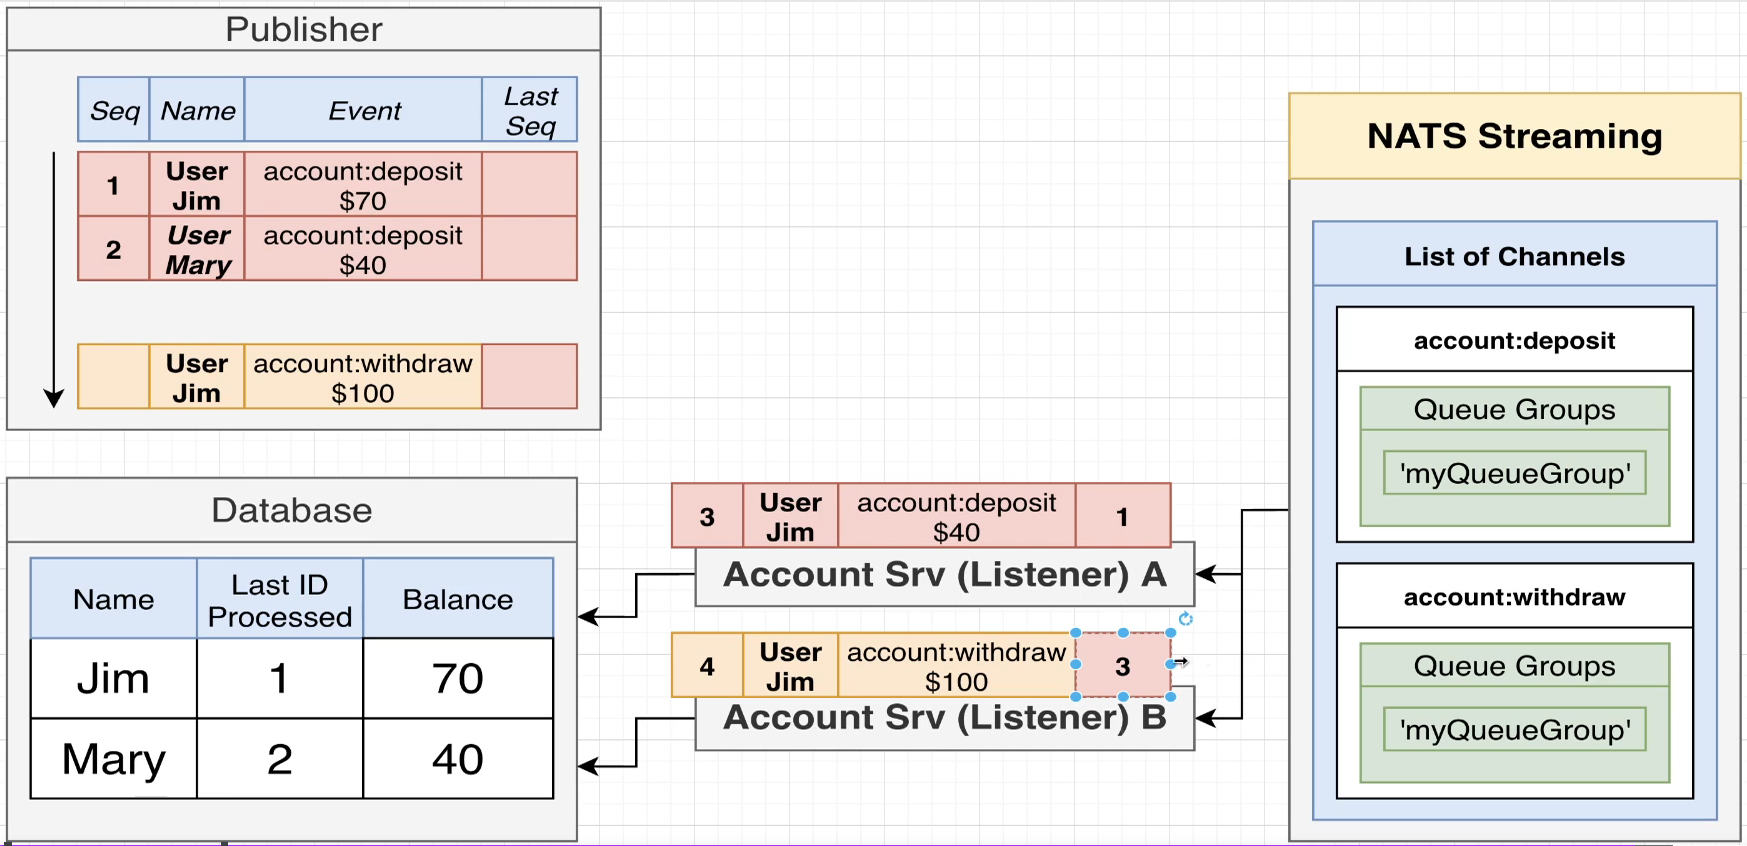 Publisher
Seq Name Event Last
Seq
1 User account:deposit
Jim $70
2 User account:deposit
Mary $40
User account:withdraw
Jim $100
Database
Name Last ID Balance
Processed
Jim 1 70
Mary 2 40
3 User account:deposit 1
Jim $40
Account Srv (Listener) A
4 User account:withdraw 3
Jim $100
Account Srv (Listener) B
NATS Streaming
List of Channels
account:deposit
Queue Groups
'myQueueGroup'
account:withdraw
Queue Groups
'myQueueGroup'